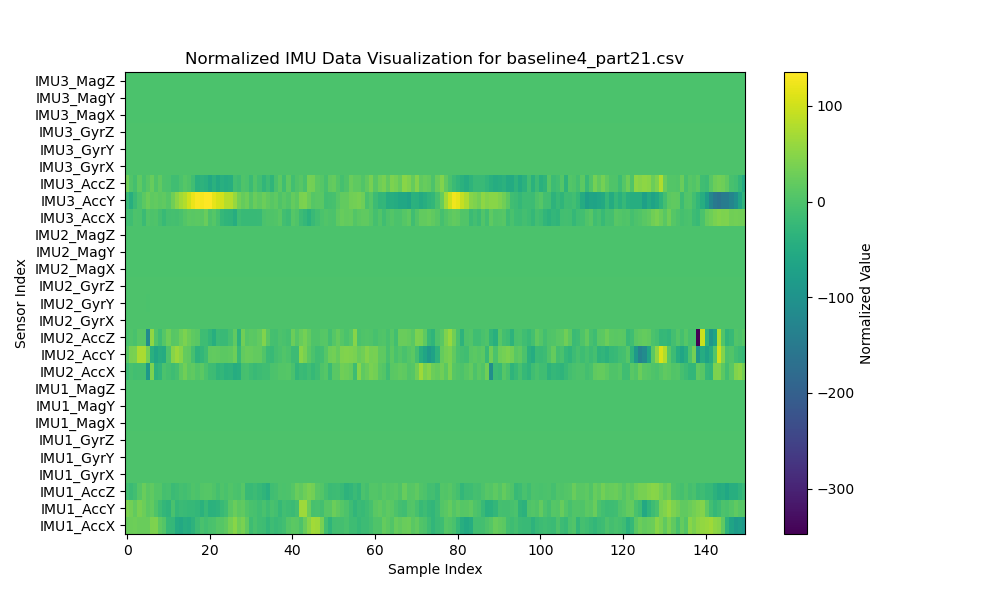 Normalized IMU Data Visualization for baseline4_part21.csv
IMU3_MagZ
IMU3_MagY
IMU3_MagX
IMU3_GyrZ
IMU3_GyrY
IMU3_GyrX
IMU3_AccZ
IMU3_AccY
IMU3_AccX
IMU2_MagZ
IMU2_MagY
IMU2_MagX
IMU2_GyrZ
IMU2_GyrY
IMU2_GyrX
IMU2_AccZ
IMU2_AccY
IMU2_AccX
IMU1_MagZ
IMU1_MagY
IMU1_MagX
IMU1_GyrZ
IMU1_GyrY
IMU1_GyrX
IMU1_AccZ
IMU1_AccY
IMU1_AccX
Sensor Index
0 20 40 60 80 100 120 140
Sample Index
100
0
−100
−200
−300
Normalized Value